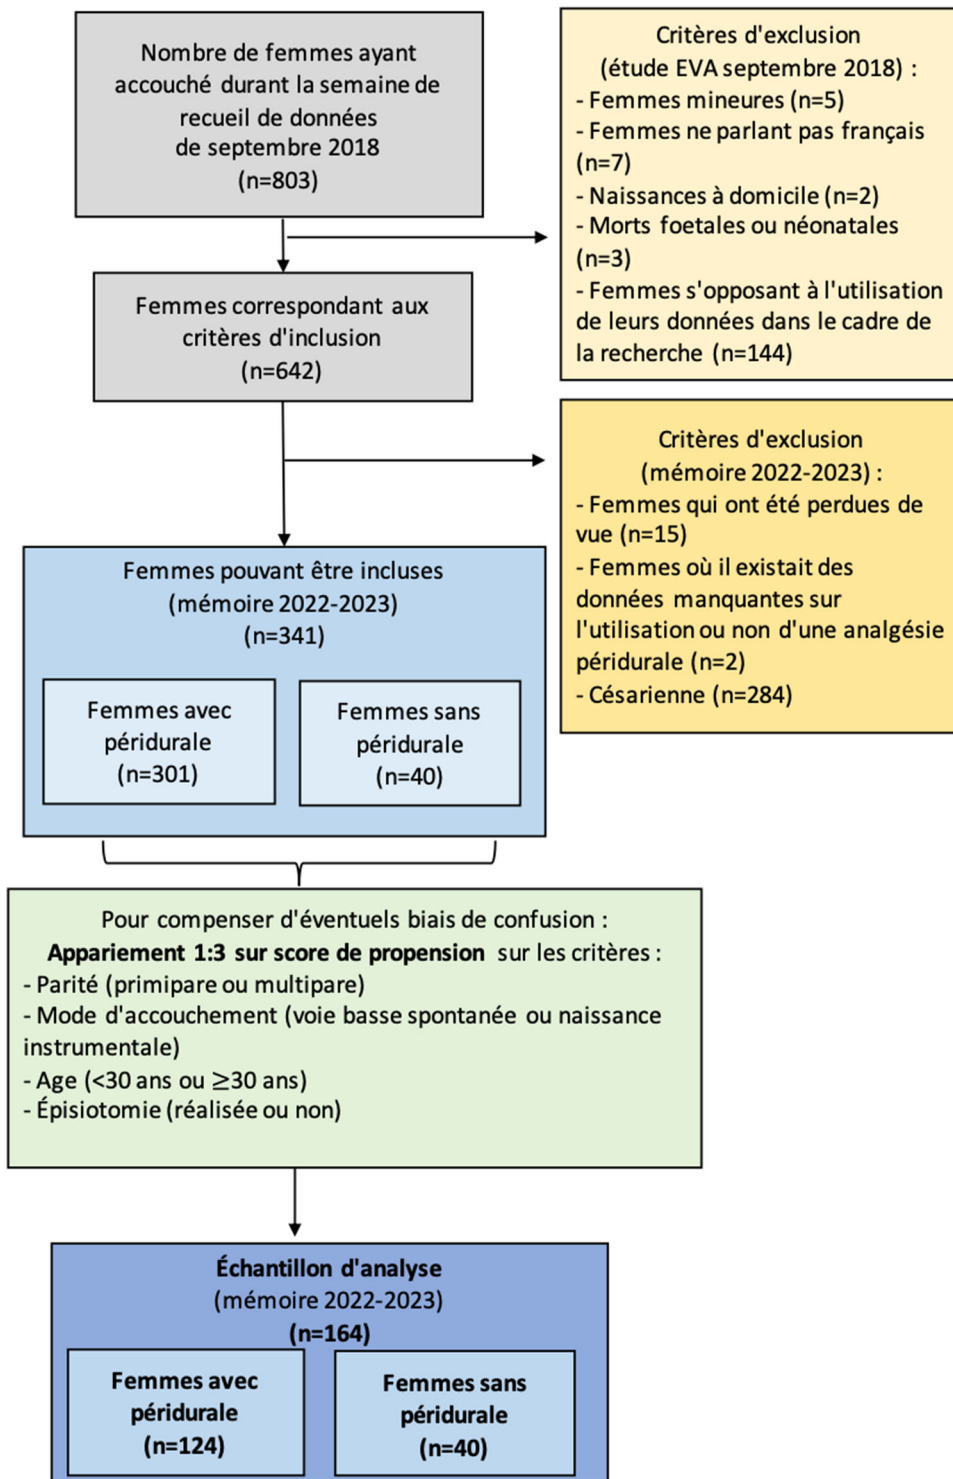 Nombre de femmes ayant
accouché durant la semaine de
recueil de données
de septembre 2018
(n=803)
Critères d'exclusion
(étude EVA septembre 2018) :
- Femmes mineures (n=5)
- Femmes ne parlant pas français
(n=7)
- Naissances à domicile (n=2)
- Morts foetales ou néonatales
(n=3)
- Femmes s'opposant à l'utilisation
de leurs données dans le cadre de
la recherche (n=144)
Femmes correspondant aux
critères d'inclusion
(n=642)
Critères d'exclusion
(mémoire 2022-2023) :
- Femmes qui ont été perdues de
vue (n=15)
- Femmes où il existait des
données manquantes sur
l'utilisation ou non d'une analgésie
péridurale (n=2)
- Césarienne (n=284)
Femmes pouvant être incluses
(mémoire 2022-2023)
(n=341)
Femmes avec
péridurale
(n=301)
Femmes sans
péridurale
(n=40)
Pour compenser d'éventuels biais de confusion :
Appariement 1:3 sur score de propension sur les critères :
- Parité (primipare ou multipare)
- Mode d'accouchement (voie basse spontanée ou naissance
instrumentale)
- Age (<30 ans ou ≥30 ans)
- Épisiotomie (réalisée ou non)
Échantillon d'analyse
(mémoire 2022-2023)
(n=164)
Femmes avec
péridurale
(n=124)
Femmes sans
péridurale
(n=40)